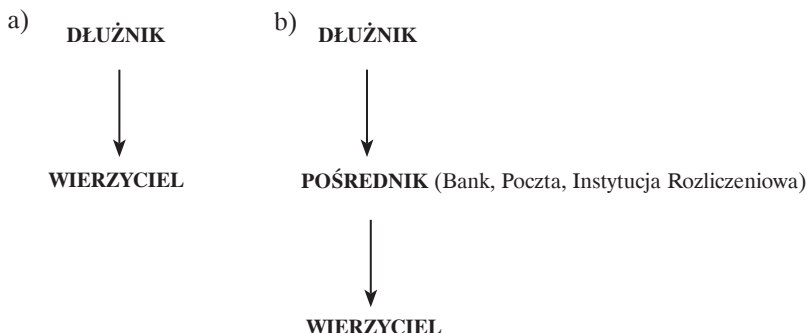 a) DŁUŻNIK
WIERZYCIEL
b) DŁUŻNIK
POŚREDNIK (Bank, Poczta, Instytucja Rozliczeniowa)
WIERZYCIEL